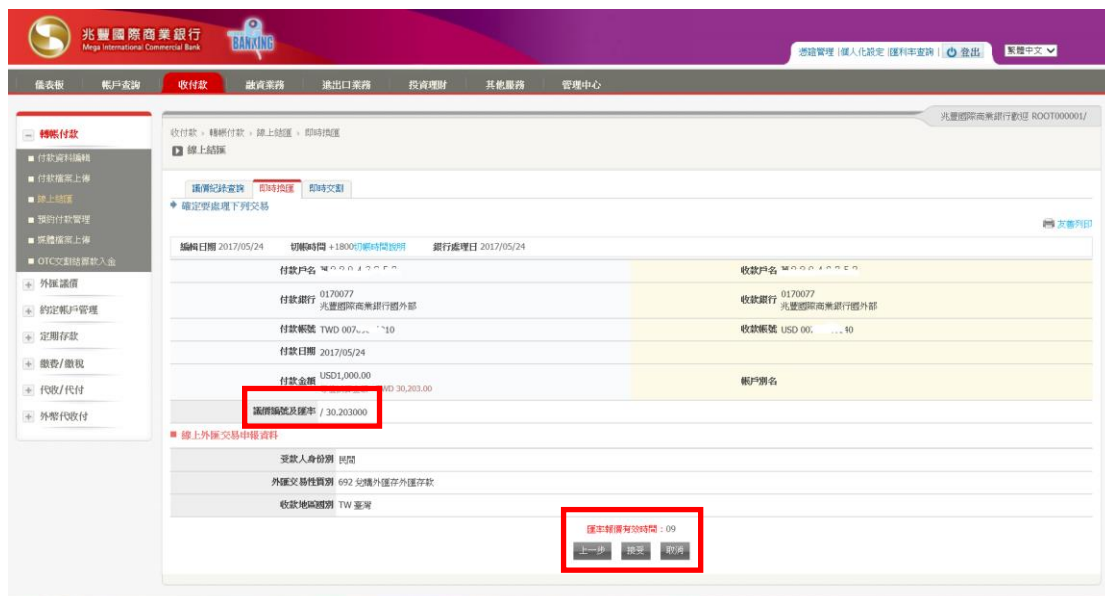 兆豐國際商業銀行
Mega International Commercial Bank
BANKING
憑證管理 | 個人化設定 | 匯利率查詢 | 登出 繁體中文
儀表板 帳戶查詢 收付款 融資業務 進出口業務 投資理財 其他服務 管理中心
兆豐國際商業銀行歡迎 ROOT000001/
轉帳付款
付款資料編輯
付款檔案上傳
線上結匯
預約付款管理
媒體檔案上傳
OTC交割結算款入金
外匯議價
約定帳戶管理
定期存款
繳費/繳稅
代收/代付
外幣代收付
收付款 › 轉帳付款 › 線上結匯 › 即時換匯
線上結匯
議價紀錄查詢 即時換匯 即時交割
確定要處理下列交易
友善列印
編輯日期 2017/05/24 切帳時間 +1800切帳時間說明 銀行處理日 2017/05/24
付款戶名 收款戶名
付款銀行 0170077 兆豐國際商業銀行國外部 收款銀行 0170077 兆豐國際商業銀行國外部
付款帳號 TWD 007 10 收款帳號 USD 00 40
付款日期 2017/05/24
付款金額 USD1,000.00 帳戶別名
30,203.00
議價編號及匯率 / 30.203000
線上外匯交易申報資料
受款人身份別 民間
外匯交易性質別 692 兌購外匯存外匯存款
收款地區國別 TW 臺灣
匯率報價有效時間：09
上一步 接受 取消